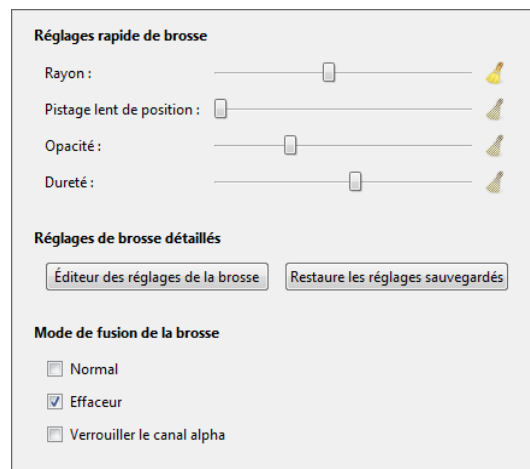 Réglages rapide de brosse
Rayon :
Pistage lent de position :
Opacité :
Dureté :
Réglages de brosse détaillés
Éditeur des réglages de la brosse Restaure les réglages sauvegardés
Mode de fusion de la brosse
Normal
Effaceur
Verrouiller le canal alpha